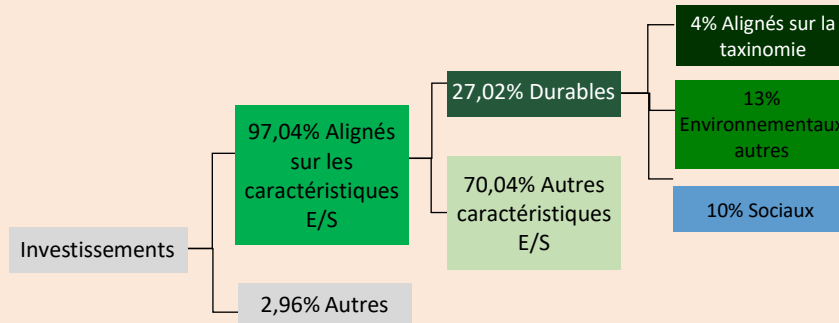 Investissements
97,04% Alignés
sur les
caractéristiques
E/S
2,96% Autres
27,02% Durables
70,04% Autres
caractéristiques
E/S
4% Alignés sur la
taxinomie
13%
Environnementaux
autres
10% Sociaux